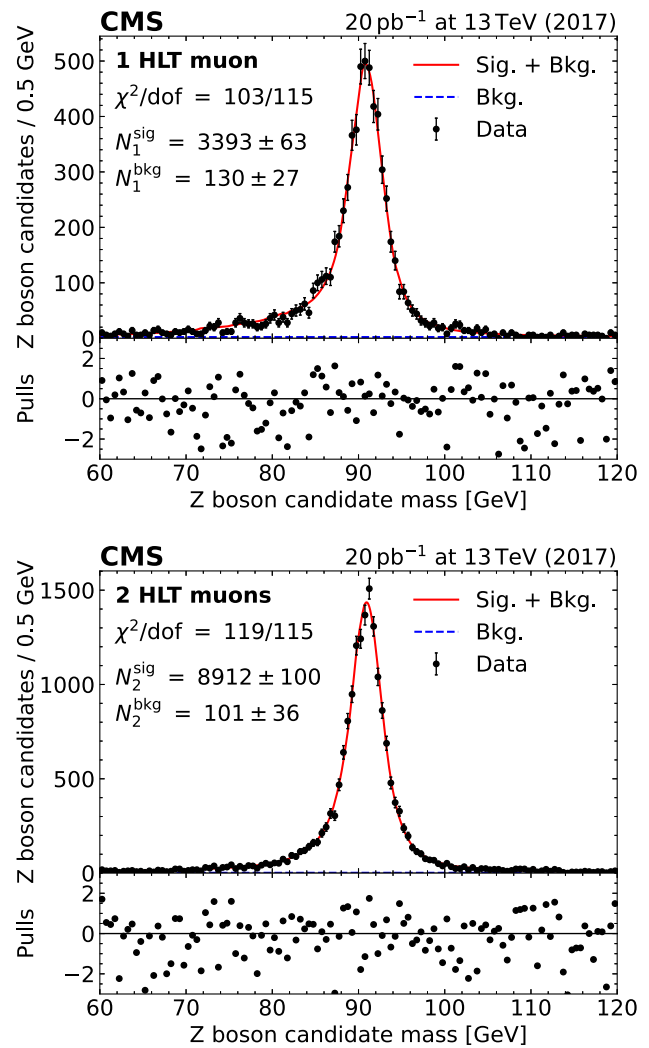 CMS 20 pb⁻¹ at 13 TeV (2017)
Z boson candidates / 0.5 GeV
500
400
300
200
100
0
1 HLT muon
χ²/dof = 103/115
N₁^sig = 3393 ± 63
N₁^bkg = 130 ± 27
Sig. + Bkg.
Bkg.
Data
Pulls
2
0
−2
60 70 80 90 100 110 120
Z boson candidate mass [GeV]
CMS 20 pb⁻¹ at 13 TeV (2017)
Z boson candidates / 0.5 GeV
1500
1000
500
0
2 HLT muons
χ²/dof = 119/115
N₂^sig = 8912 ± 100
N₂^bkg = 101 ± 36
Sig. + Bkg.
Bkg.
Data
Pulls
2
0
−2
60 70 80 90 100 110 120
Z boson candidate mass [GeV]